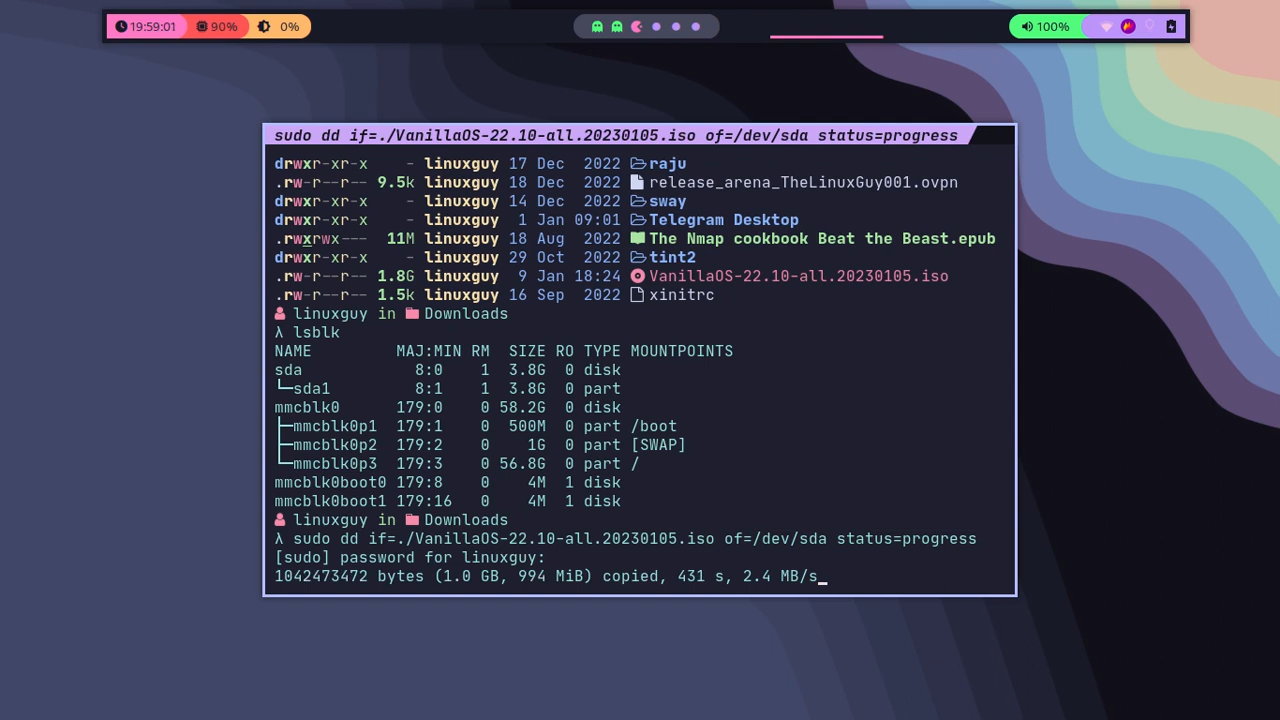 19:59:01 90% 0% 100%
sudo dd if=./VanillaOS-22.10-all.20230105.iso of=/dev/sda status=progress
drwxr-xr-x - linuxguy 17 Dec 2022 raju
.rw-r--r-- 9.5k linuxguy 18 Dec 2022 release_arena_TheLinuxGuy001.ovpn
drwxr-xr-x - linuxguy 14 Dec 2022 sway
drwxr-xr-x - linuxguy 1 Jan 09:01 Telegram Desktop
.rwxrwx--- 11M linuxguy 18 Aug 2022 The Nmap cookbook Beat the Beast.epub
drwxr-xr-x - linuxguy 29 Oct 2022 tint2
.rw-r--r-- 1.8G linuxguy 9 Jan 18:24 VanillaOS-22.10-all.20230105.iso
.rw-r--r-- 1.5k linuxguy 16 Sep 2022 xinitrc
linuxguy in Downloads
λ lsblk
NAME MAJ:MIN RM SIZE RO TYPE MOUNTPOINTS
sda 8:0 1 3.8G 0 disk
└─sda1 8:1 1 3.8G 0 part
mmcblk0 179:0 0 58.2G 0 disk
├─mmcblk0p1 179:1 0 500M 0 part /boot
├─mmcblk0p2 179:2 0 1G 0 part [SWAP]
└─mmcblk0p3 179:3 0 56.8G 0 part /
mmcblk0boot0 179:8 0 4M 1 disk
mmcblk0boot1 179:16 0 4M 1 disk
linuxguy in Downloads
λ sudo dd if=./VanillaOS-22.10-all.20230105.iso of=/dev/sda status=progress
[sudo] password for linuxguy:
1042473472 bytes (1.0 GB, 994 MiB) copied, 431 s, 2.4 MB/s